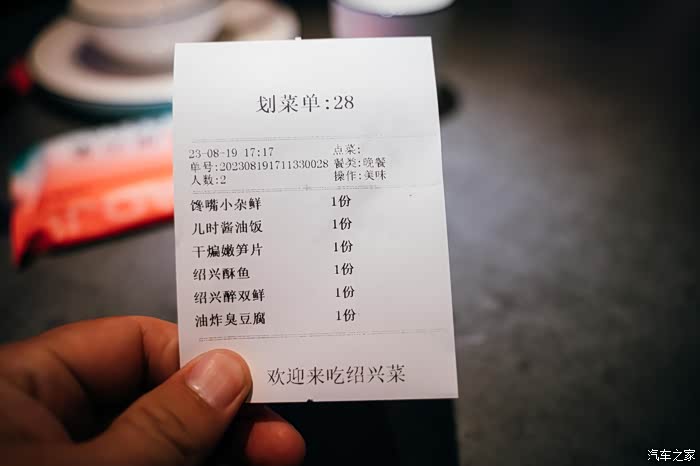 划菜单:28
23-08-19 17:17 点菜:
单号:202308191711330028 餐类:晚餐
人数:2 操作:美味
馋嘴小杂鲜 1份
儿时酱油饭 1份
干煸嫩笋片 1份
绍兴酥鱼 1份
绍兴醉双鲜 1份
油炸臭豆腐 1份
欢迎来吃绍兴菜
汽车之家